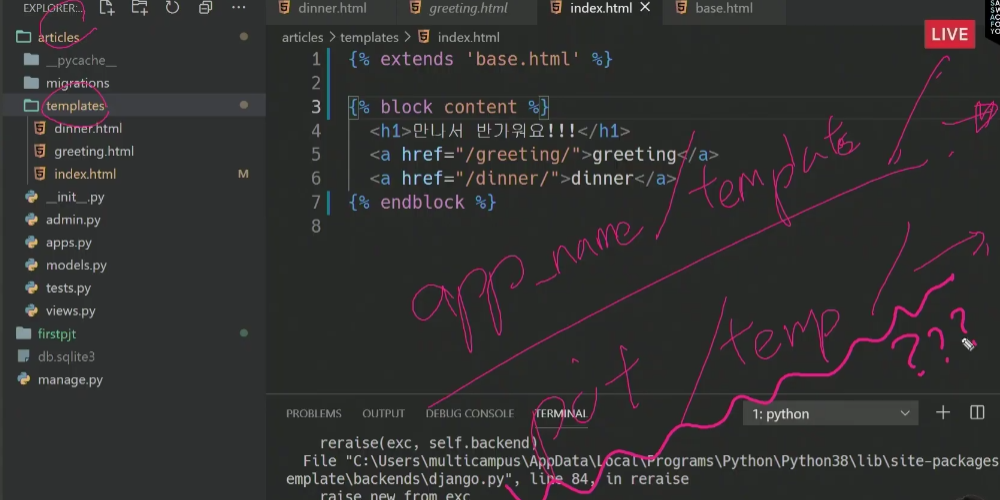 EXPLORER:...
articles
__pycache__
migrations
templates
dinner.html
greeting.html
index.html M
__init__.py
admin.py
apps.py
models.py
tests.py
views.py
firstpjt
db.sqlite3
manage.py
dinner.html greeting.html index.html base.html
articles > templates > index.html
LIVE
1 {% extends 'base.html' %}
2
3 {% block content %}
4 <h1>만나서 반가워요!!!</h1>
5 <a href="/greeting/">greeting</a>
6 <a href="/dinner/">dinner</a>
7 {% endblock %}
8
app_name/template/
pjt/temp/
???
PROBLEMS OUTPUT DEBUG CONSOLE TERMINAL 1: python
reraise(exc, self.backend)
File "C:\Users\multicampus\AppData\Local\Programs\Python\Python38\lib\site-packages
emplate\backends\django.py", line 84, in reraise
raise new from exc